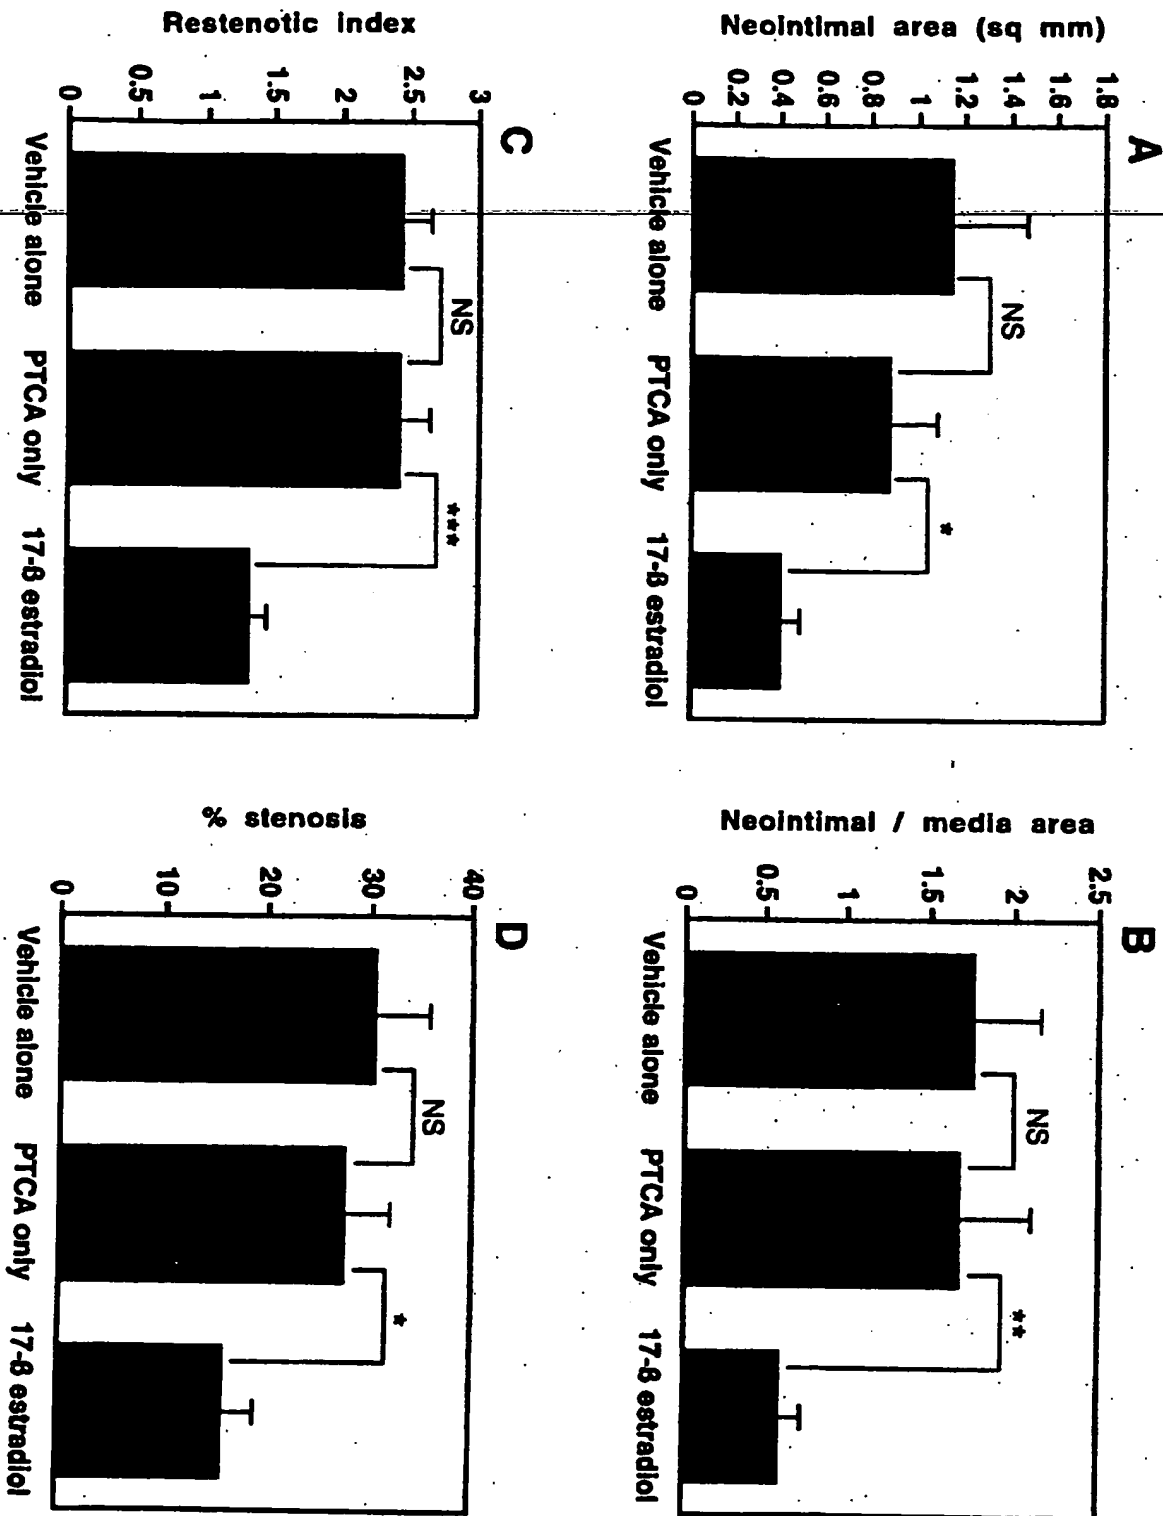 A
Neointimal area (sq mm)
1.8
1.6
1.4
1.2
1
0.8
0.6
0.4
0.2
0
NS
*
Vehicle alone PTCA only 17-β estradiol
B
Neointimal / media area
2.5
2
1.5
1
0.5
0
NS
**
Vehicle alone PTCA only 17-β estradiol
C
Restenotic index
3
2.5
2
1.5
1
0.5
0
NS
***
Vehicle alone PTCA only 17-β estradiol
D
% stenosis
40
30
20
10
0
NS
*
Vehicle alone PTCA only 17-β estradiol